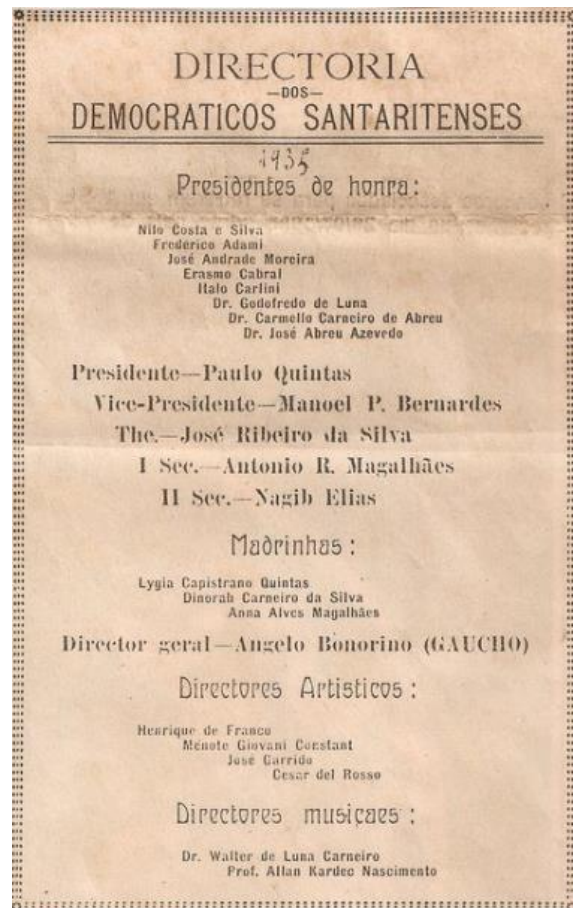 DIRECTORIA
—DOS—
DEMOCRATICOS SANTARITENSES
1935
Presidentes de honra:
Nilo Costa e Silva
Frederico Adami
José Andrade Moreira
Erasmo Cabral
Italo Carlini
Dr. Godofredo de Luna
Dr. Carmello Carneiro de Abreu
Dr. José Abreu Azevedo
Presidente—Paulo Quintas
Vice-Presidente—Manoel P. Bernardes
The.—José Ribeiro da Silva
I Sec.—Antonio R. Magalhães
II Sec.—Nagib Elias
Madrinhas:
Lygia Capistrano Quintas
Dinorah Carneiro da Silva
Anna Alves Magalhães
Director geral—Angelo Bonorino (GAUCHO)
Directores Artisticos:
Henrique de Franco
Menote Giovani Constant
José Garrido
Cesar del Rosso
Directores musicaes:
Dr. Walter de Luna Carneiro
Prof. Allan Kardec Nascimento